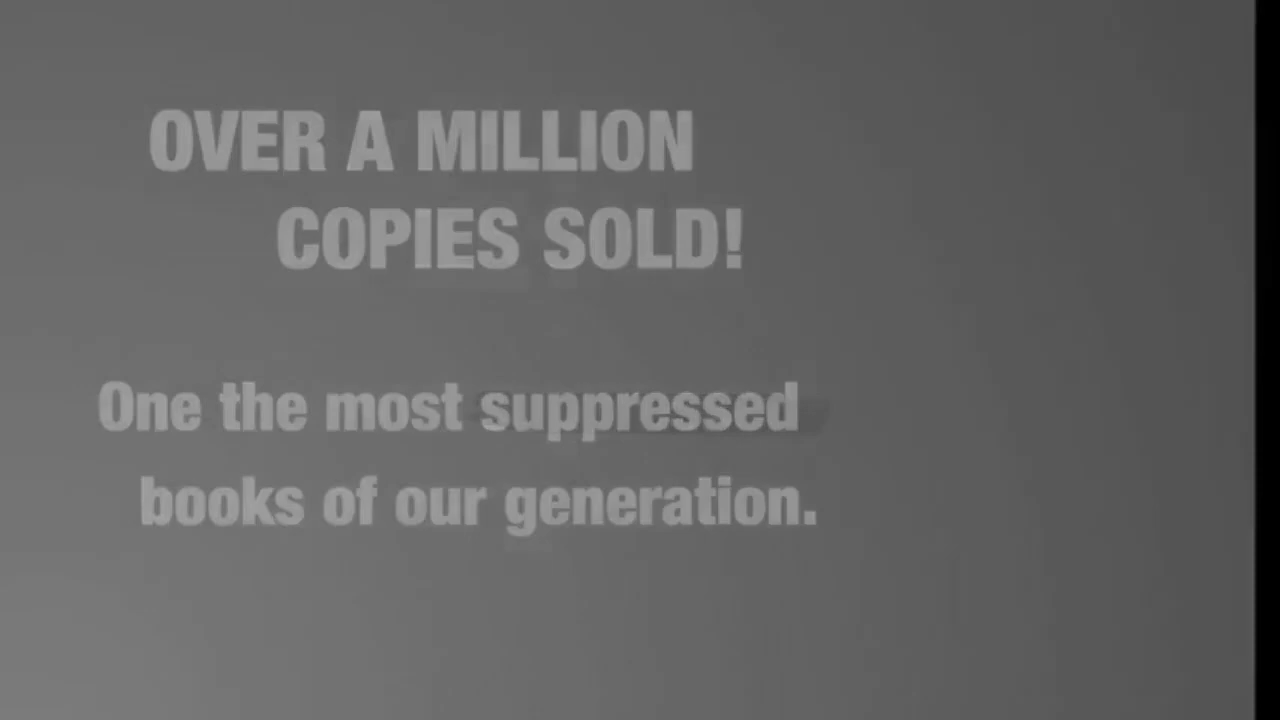 OVER A MILLION
COPIES SOLD!
One the most suppressed
books of our generation.